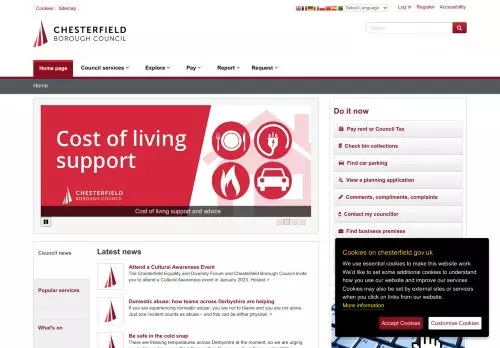 Cookies Sitemap
Select Language
Log In Register Accessibility
CHESTERFIELD
BOROUGH COUNCIL
Search
Home page Council services Explore Pay Report Request
Home
Cost of living
support
CHESTERFIELD
BOROUGH COUNCIL
Cost of living support and advice
Do it now
Pay rent or Council Tax
Check bin collections
Find car parking
View a planning application
Comments, compliments, complaints
Contact my councillor
Find business premises
Council news
Popular services
What's on
Latest news
Attend a Cultural Awareness Event
The Chesterfield Equality and Diversity Forum and Chesterfield Borough Council invite
you to attend a Cultural Awareness event in January 2023. Hosted >
Domestic abuse: how teams across Derbyshire are helping
If you are experiencing domestic abuse, you are not to blame and you are not alone.
Just one incident counts as abuse – and this can be either physical, >
Be safe in the cold snap
There are freezing temperatures across Derbyshire at the moment, so we are urging
Cookies on chesterfield.gov.uk
We use essential cookies to make this website work.
We'd like to set some additional cookies to understand
how you use our website and improve our services
Cookies may also be set by external sites or services
when you click on links from our website.
More information
Accept Cookies Customise Cookies